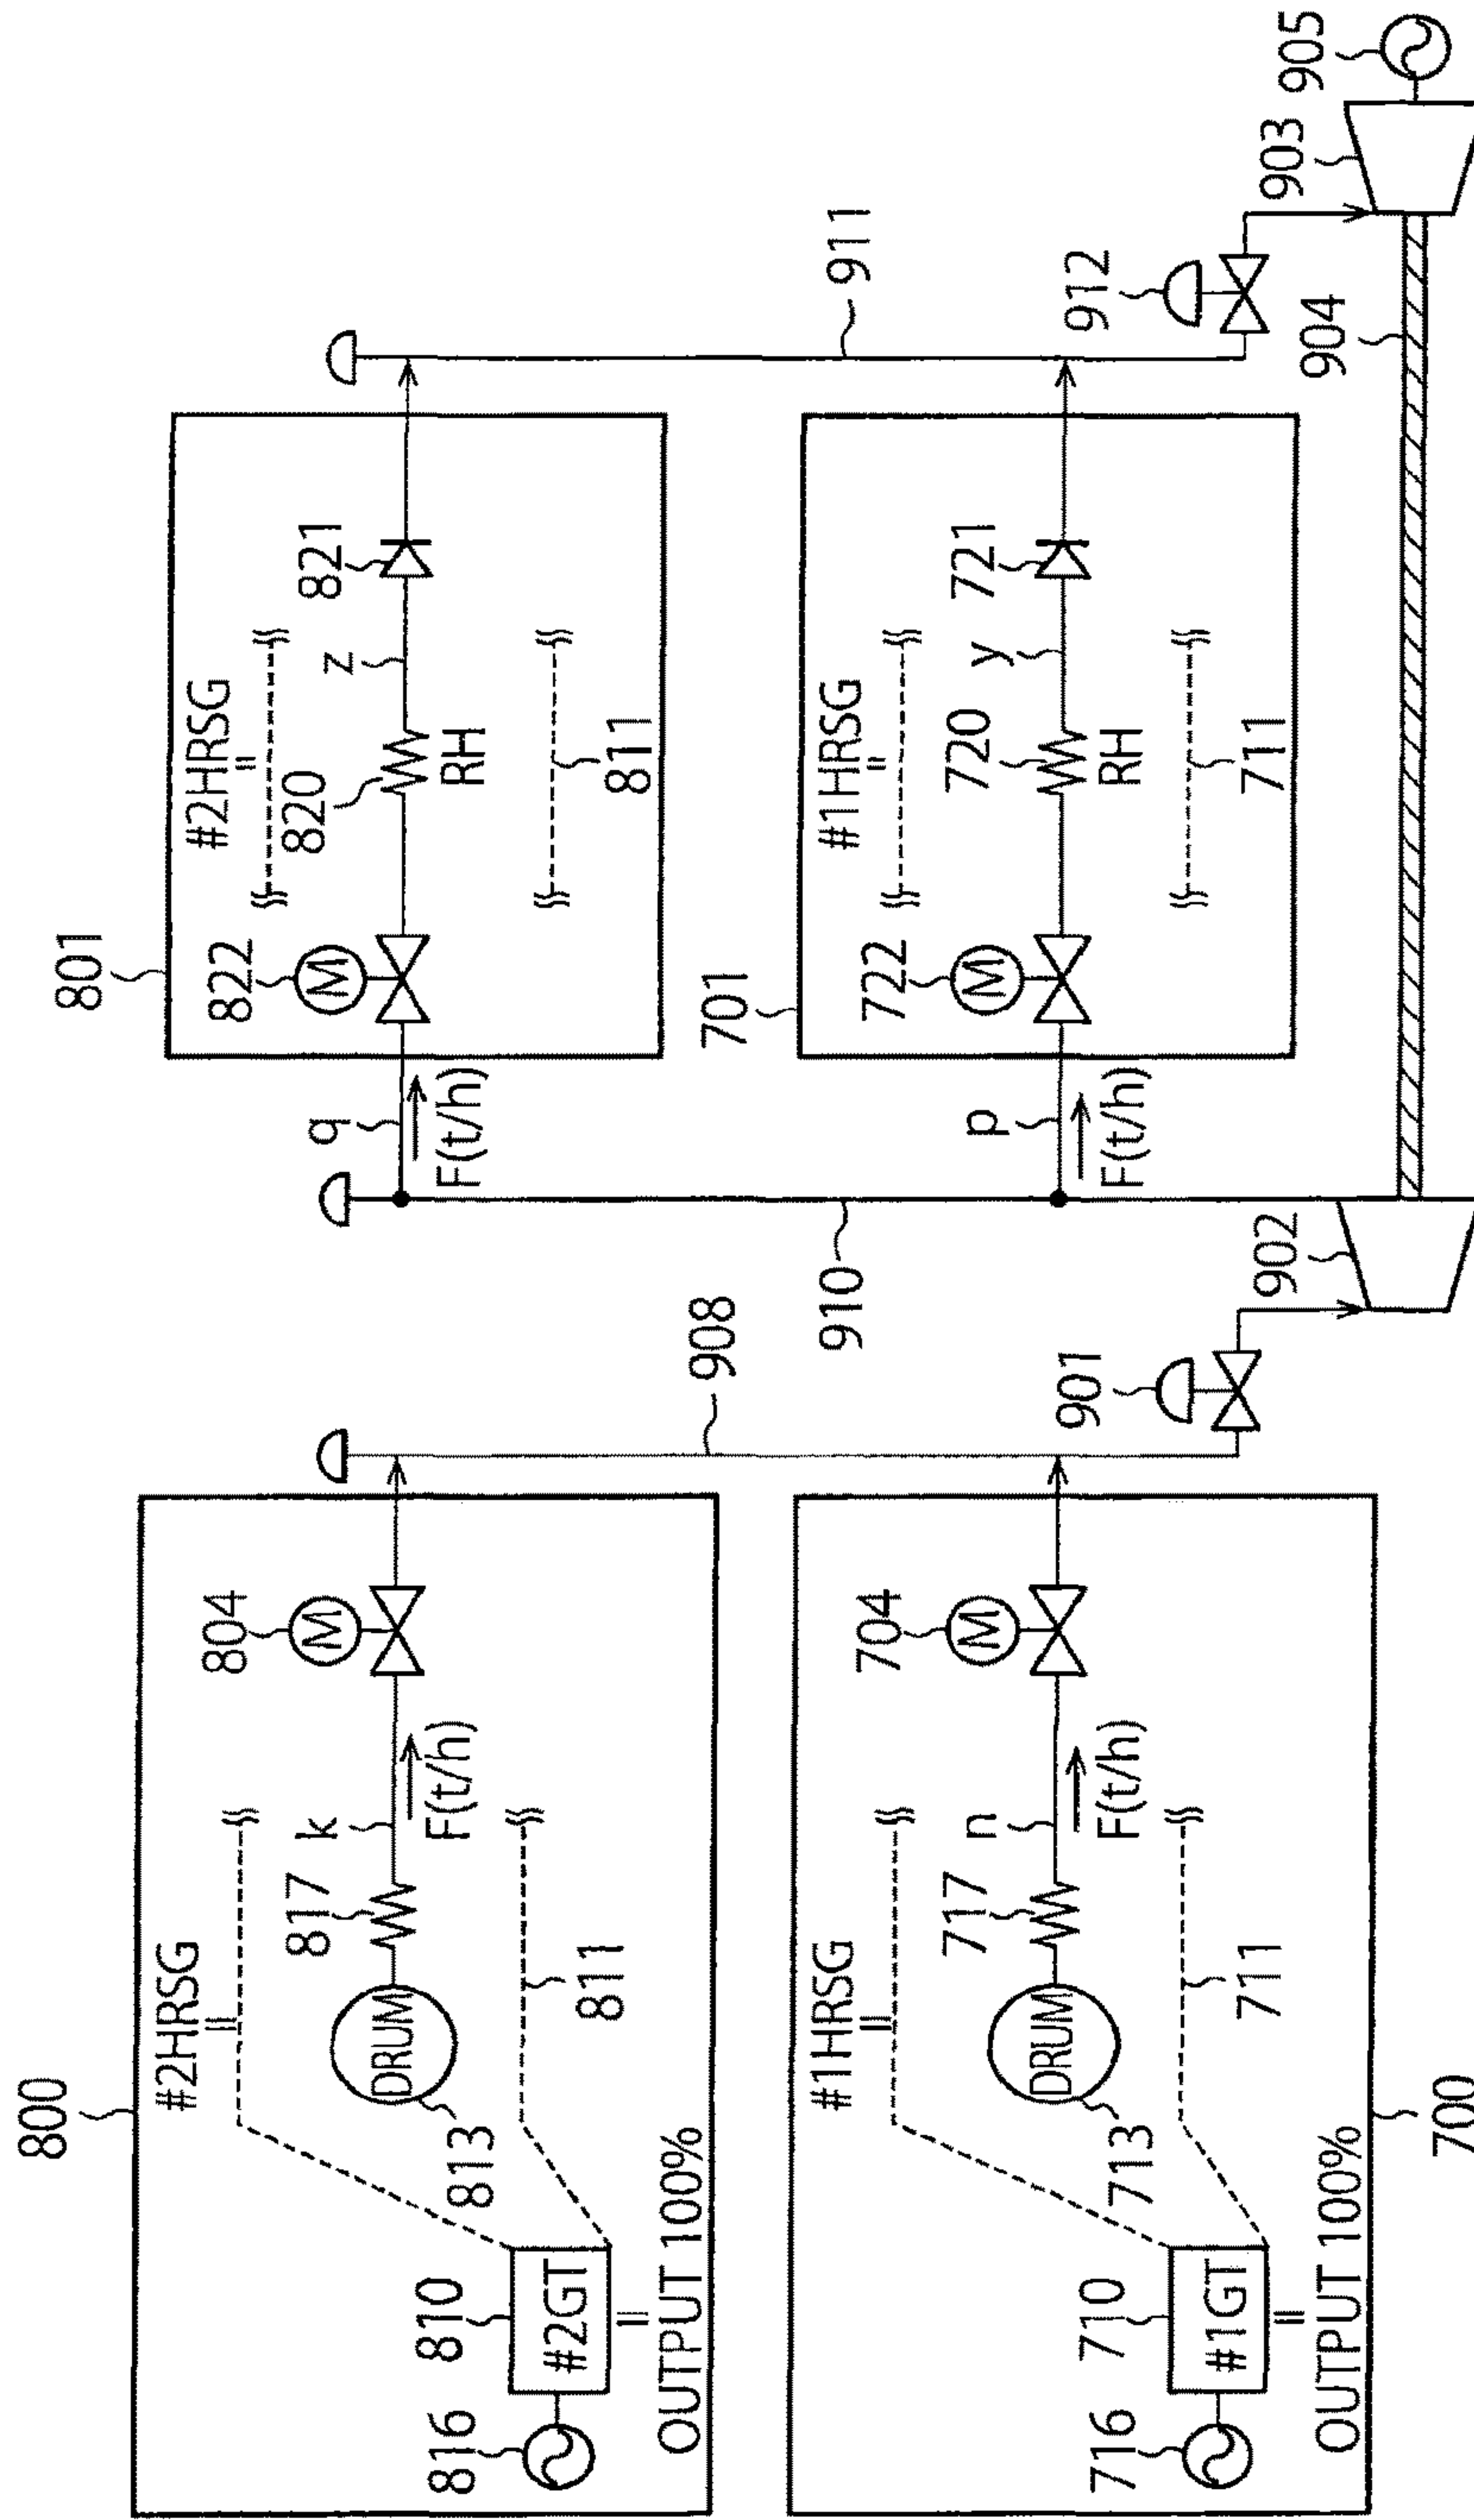 800
#2HRSG
804
M
817
k
F(t/h)
DRUM
813
811
810
#2GT
816
OUTPUT 100%
#1HRSG
704
M
717
n
F(t/h)
DRUM
713
711
710
#1GT
716
OUTPUT 100%
700
908
901
902
910
801
#2HRSG
822
M
820
RH
z
821
811
q
F(t/h)
701
#1HRSG
722
M
720
RH
y
721
711
p
F(t/h)
911
912
903
904
905